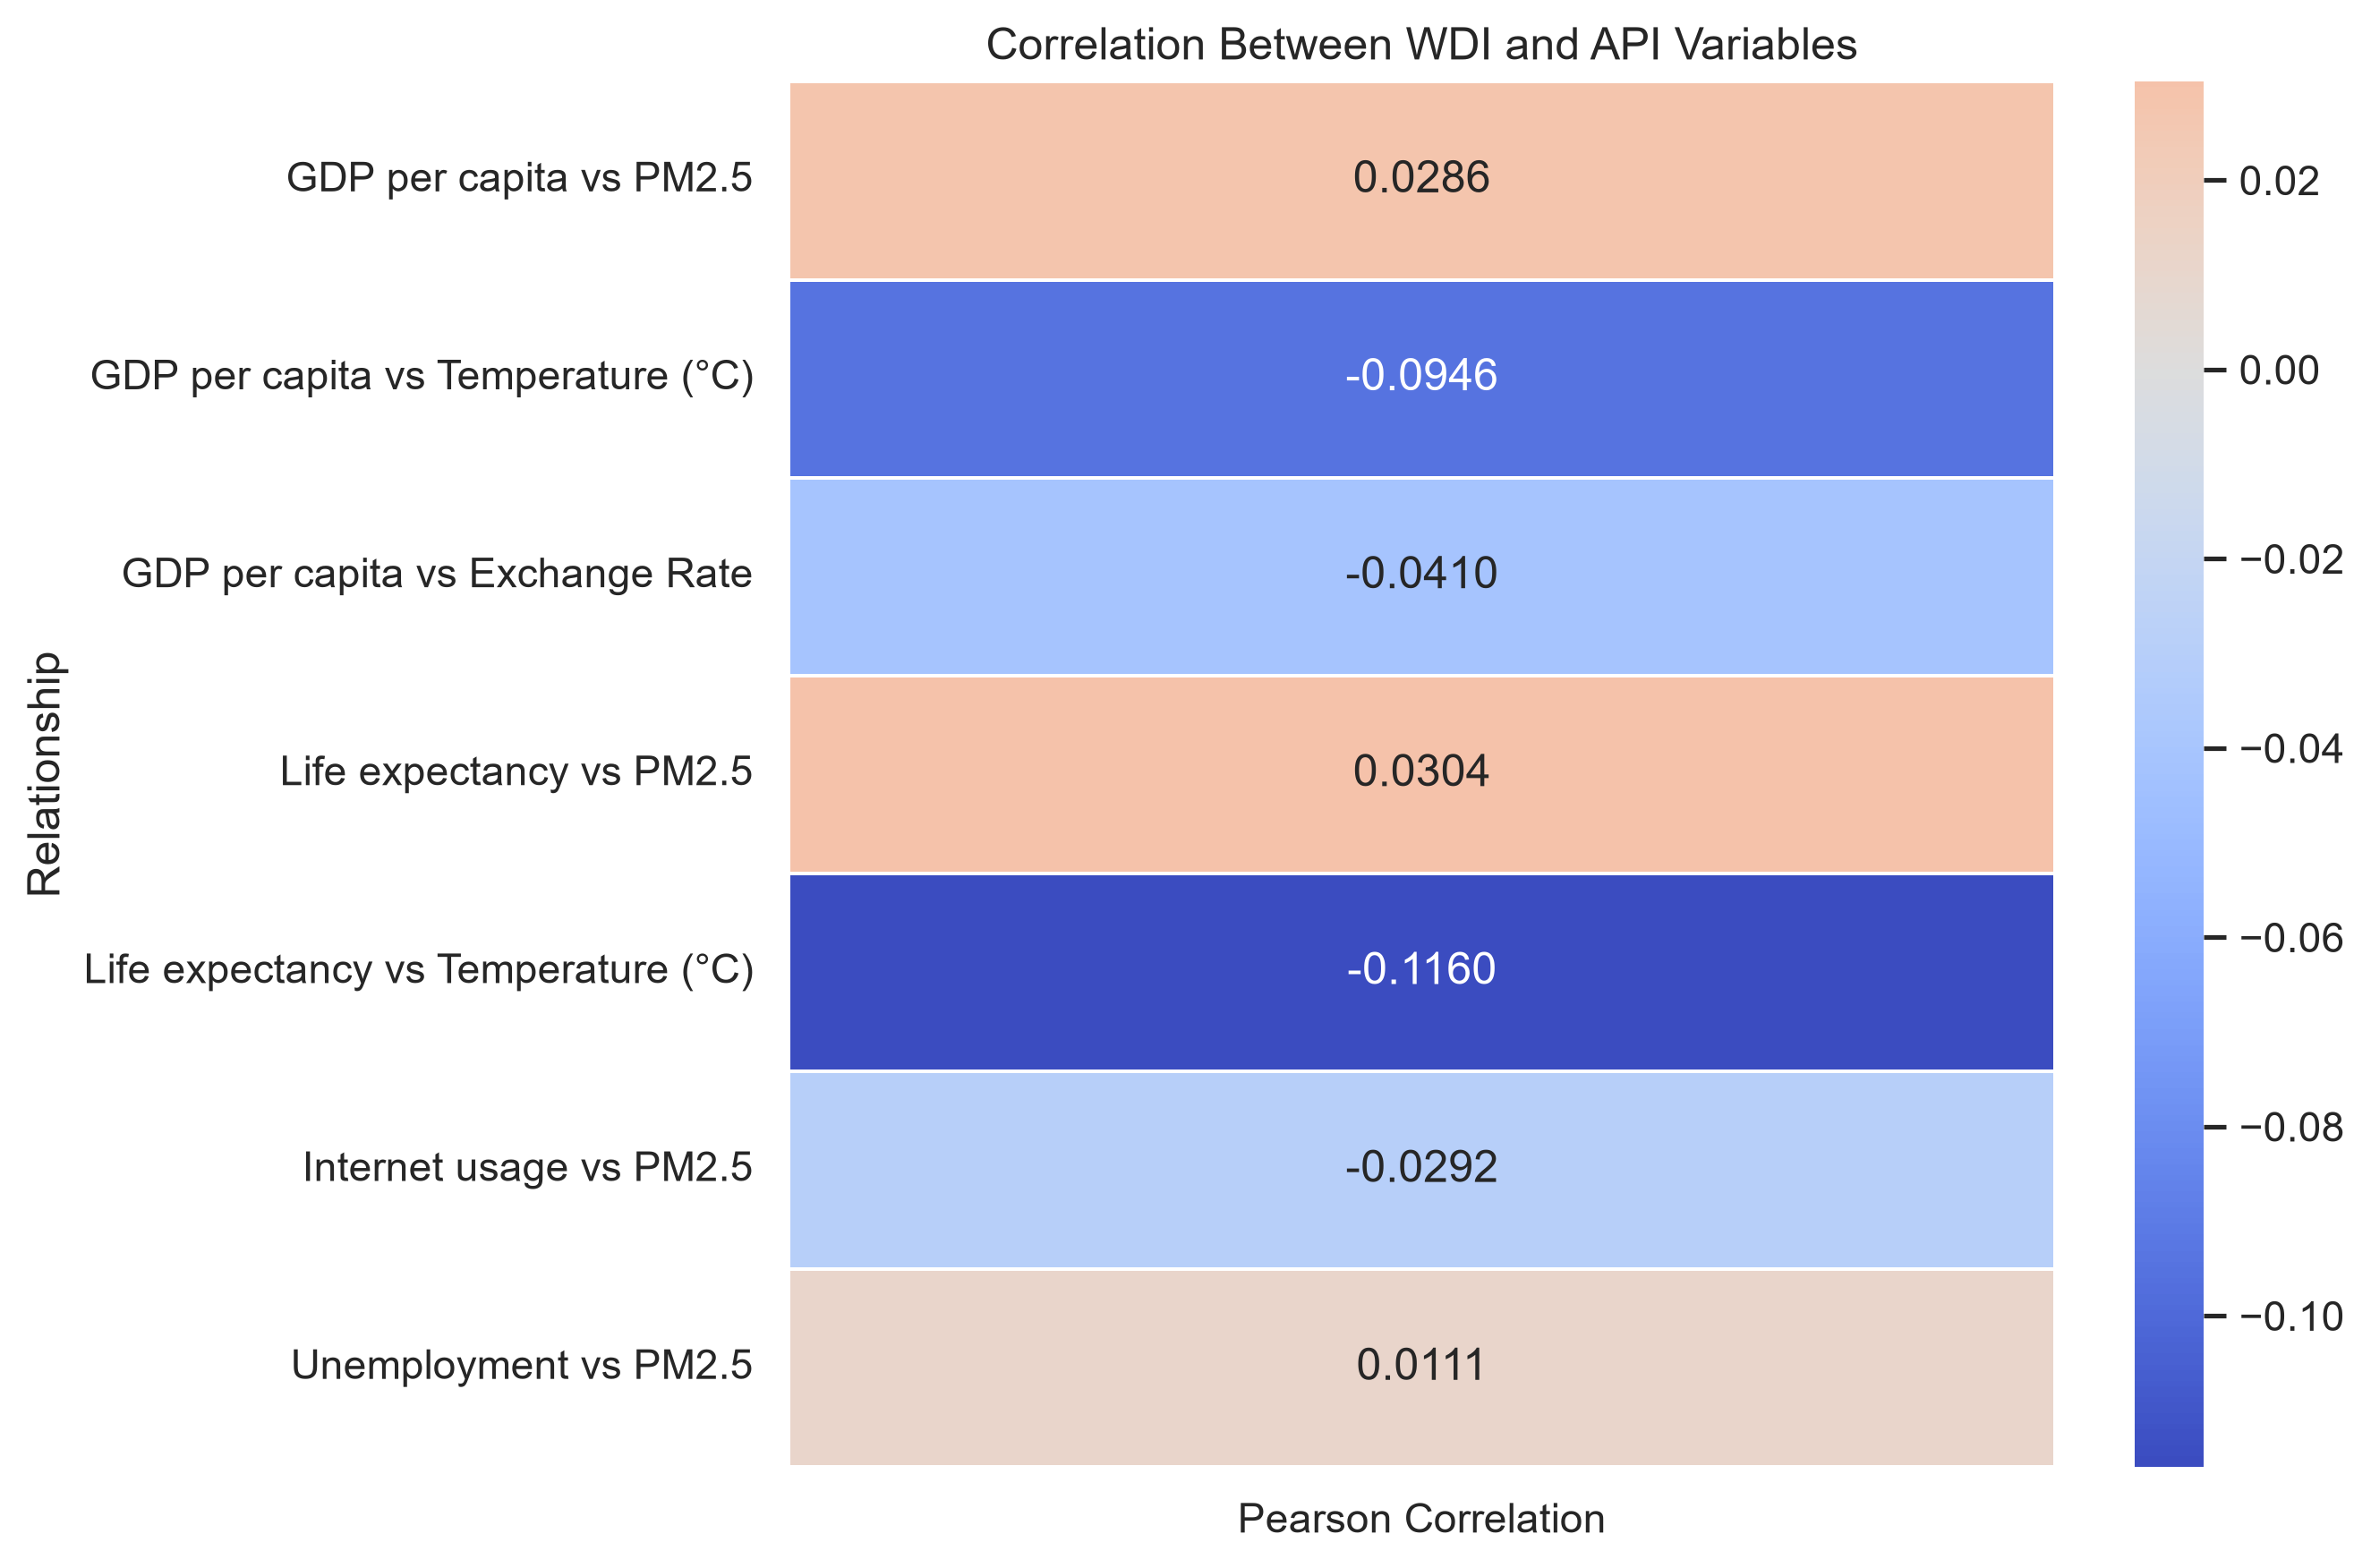 Correlation Between WDI and API Variables
GDP per capita vs PM2.5
0.0286
GDP per capita vs Temperature (°C)
-0.0946
GDP per capita vs Exchange Rate
-0.0410
Life expectancy vs PM2.5
0.0304
Life expectancy vs Temperature (°C)
-0.1160
Internet usage vs PM2.5
-0.0292
Unemployment vs PM2.5
0.0111
Relationship
Pearson Correlation
0.02
0.00
−0.02
−0.04
−0.06
−0.08
−0.10